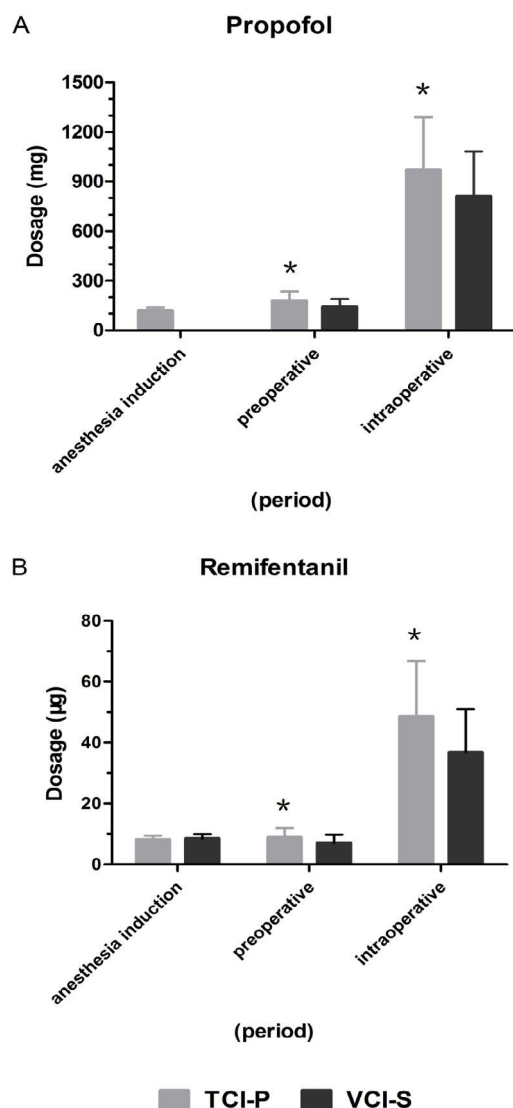 A
Propofol
Dosage (mg)
1500
1200
900
600
300
0
*
*
anesthesia induction
preoperative
intraoperative
(period)
B
Remifentanil
Dosage (µg)
80
60
40
20
0
*
*
anesthesia induction
preoperative
intraoperative
(period)
TCI-P VCI-S